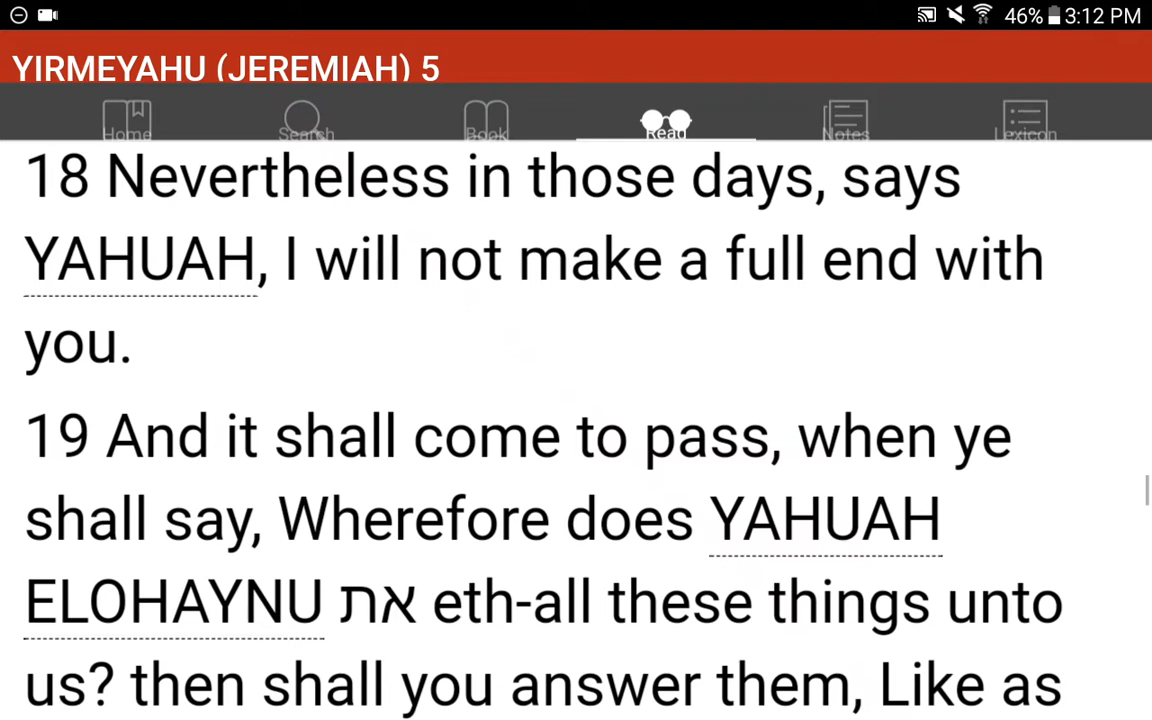 46% 3:12 PM
YIRMEYAHU (JEREMIAH) 5
Home Search Book Read Notes Lexicon
18 Nevertheless in those days, says
YAHUAH, I will not make a full end with
you.
19 And it shall come to pass, when ye
shall say, Wherefore does YAHUAH
ELOHAYNU את eth-all these things unto
us? then shall you answer them, Like as